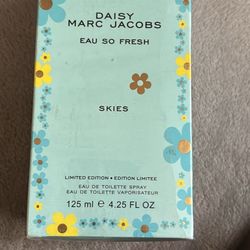 DAISY
MARC JACOBS
EAU SO FRESH
SKIES
LIMITED EDITION • EDITION LIMITEE
EAU DE TOILETTE SPRAY
EAU DE TOILETTE VAPORISATEUR
125 ml ℮ 4.25 FL OZ